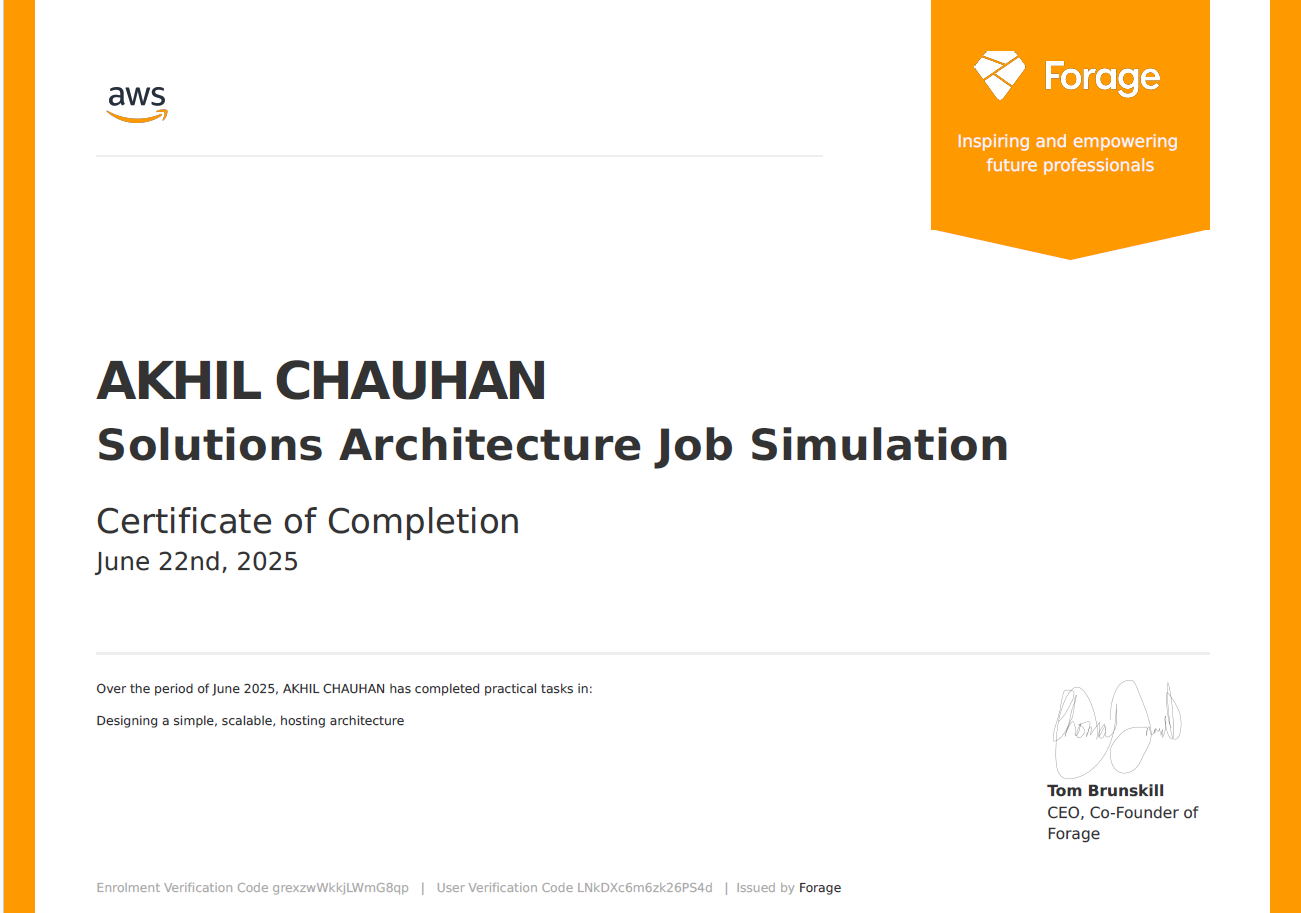 aws
Forage
Inspiring and empowering
future professionals
AKHIL CHAUHAN
Solutions Architecture Job Simulation
Certificate of Completion
June 22nd, 2025
Over the period of June 2025, AKHIL CHAUHAN has completed practical tasks in:
Designing a simple, scalable, hosting architecture
Tom Brunskill
CEO, Co-Founder of
Forage
Enrolment Verification Code grexzwWkkjLWmG8qp | User Verification Code LNkDXc6m6zk26PS4d | Issued by Forage